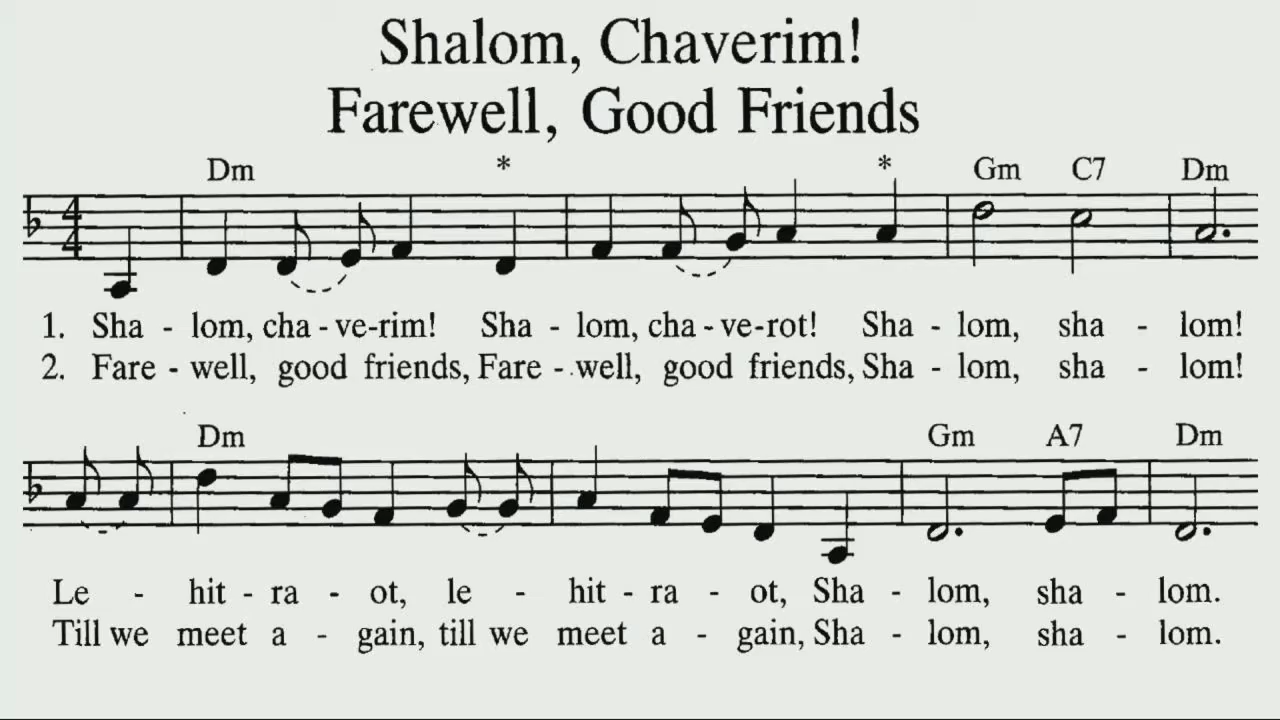 Shalom, Chaverim!
Farewell, Good Friends
Dm * * Gm C7 Dm
4
4
1. Sha - lom, cha - ve-rim! Sha - lom, cha - ve-rot! Sha - lom, sha - lom!
2. Fare - well, good friends, Fare - well, good friends, Sha - lom, sha - lom!
Dm Gm A7 Dm
Le - hit - ra - ot, le - hit - ra - ot, Sha - lom, sha - lom.
Till we meet a - gain, till we meet a - gain, Sha - lom, sha - lom.